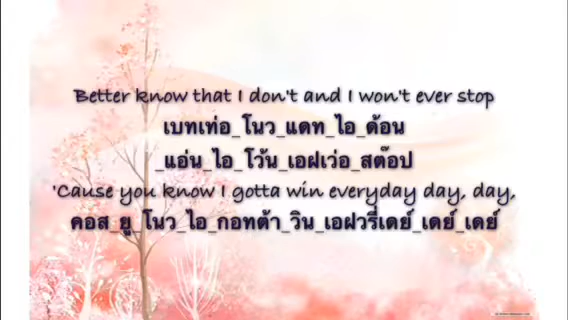 Better know that I don't and I won't ever stop
เบทเท่อ_โนว_แดท_ไอ_ด้อน
_แอ่น_ไอ_โว้น_เอฝเว่อ_สต๊อป
'Cause you know I gotta win everyday day, day,
คอส_ยู_โนว_ไอ_กอทต้า_วิน_เอฝวรี่เดย์_เดย์_เดย์